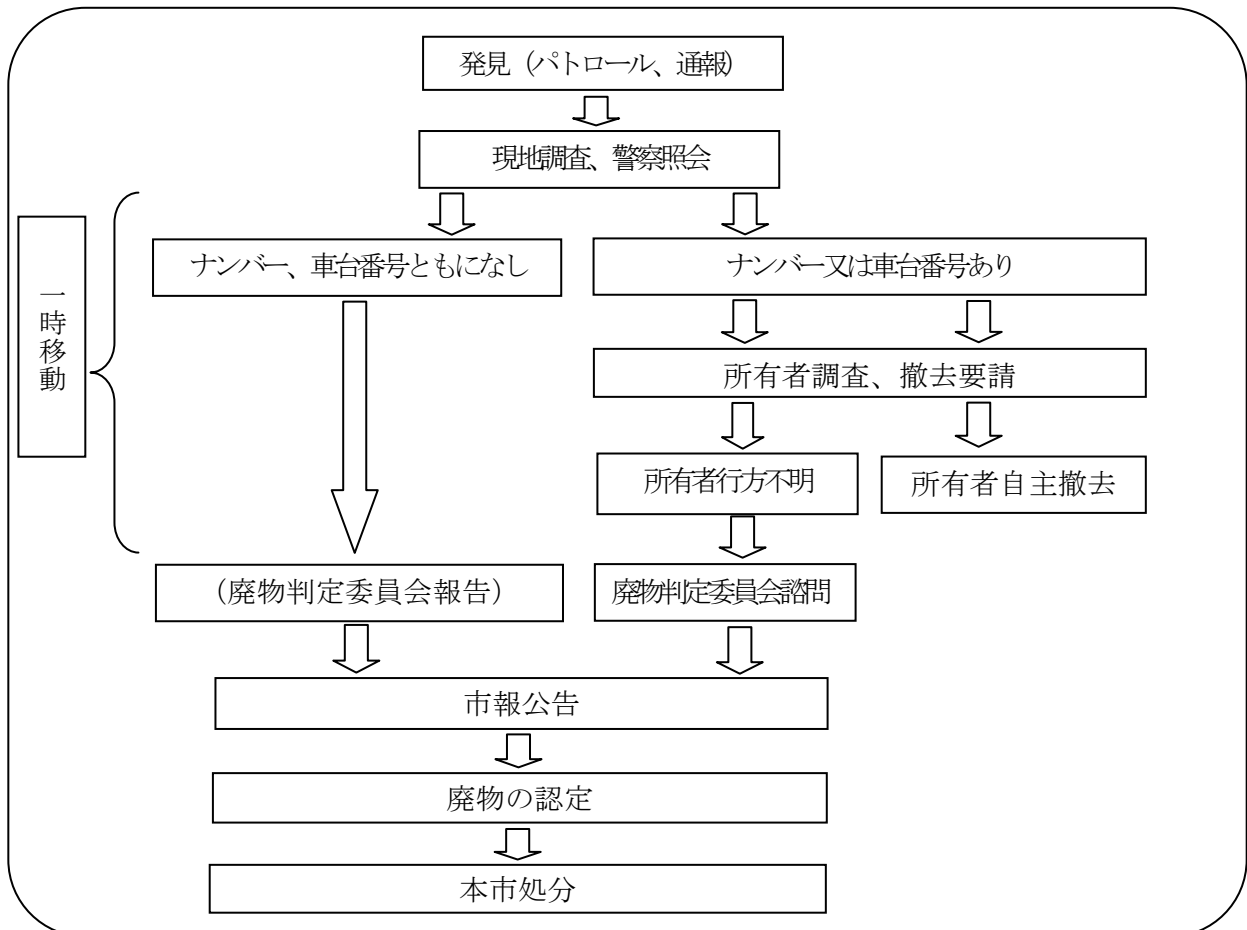 発見（パトロール、通報）
現地調査、警察照会
一時移動
ナンバー、車台番号ともになし
ナンバー又は車台番号あり
所有者調査、撤去要請
所有者行方不明
所有者自主撤去
（廃物判定委員会報告）
廃物判定委員会諮問
市報公告
廃物の認定
本市処分